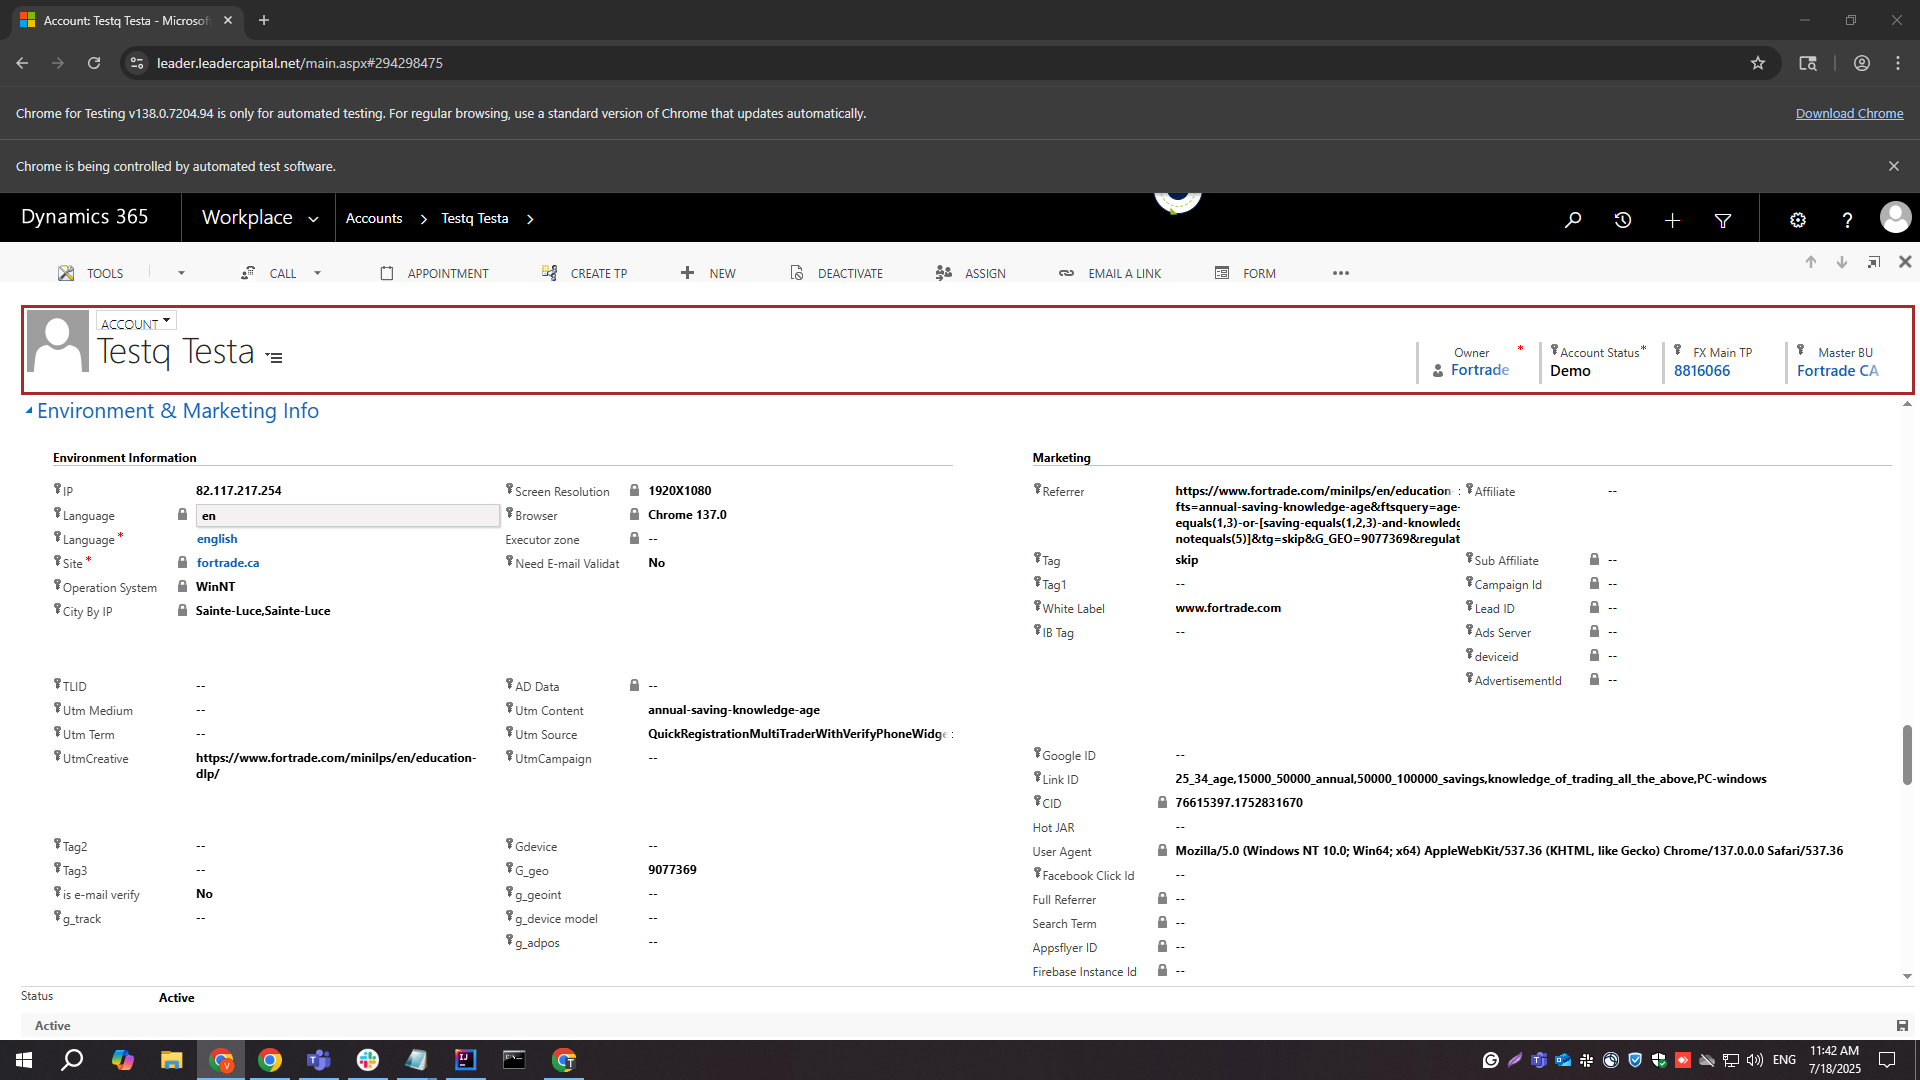 Account: Testq Testa - Microsof
leader.leadercapital.net/main.aspx#294298475
Chrome for Testing v138.0.7204.94 is only for automated testing. For regular browsing, use a standard version of Chrome that updates automatically.
Download Chrome
Chrome is being controlled by automated test software.
Dynamics 365
Workplace
Accounts
Testq Testa
TOOLS
CALL
APPOINTMENT
CREATE TP
NEW
DEACTIVATE
ASSIGN
EMAIL A LINK
FORM
ACCOUNT
Testq Testa
Owner *
Fortrade
Account Status *
Demo
FX Main TP
8816066
Master BU
Fortrade CA
Environment & Marketing Info
Environment Information
IP 82.117.217.254
Language en
Language * english
Site * fortrade.ca
Operation System WinNT
City By IP Sainte-Luce,Sainte-Luce
Screen Resolution 1920X1080
Browser Chrome 137.0
Executor zone --
Need E-mail Validat No
TLID --
Utm Medium --
Utm Term --
UtmCreative https://www.fortrade.com/minilps/en/education-
dlp/
AD Data --
Utm Content annual-saving-knowledge-age
Utm Source QuickRegistrationMultiTraderWithVerifyPhoneWidge
UtmCampaign --
Tag2 --
Tag3 --
is e-mail verify No
g_track --
Gdevice --
G_geo 9077369
g_geoint --
g_device model --
g_adpos --
Marketing
Referrer https://www.fortrade.com/minilps/en/education-
fts=annual-saving-knowledge-age&ftsquery=age-
equals(1,3)-or-[saving-equals(1,2,3)-and-knowledg
notequals(5)]&tg=skip&G_GEO=9077369&regulat
Tag skip
Tag1 --
White Label www.fortrade.com
IB Tag --
Affiliate --
Sub Affiliate --
Campaign Id --
Lead ID --
Ads Server --
deviceid --
AdvertisementId --
Google ID --
Link ID 25_34_age,15000_50000_annual,50000_100000_savings,knowledge_of_trading_all_the_above,PC-windows
CID 76615397.1752831670
Hot JAR --
User Agent Mozilla/5.0 (Windows NT 10.0; Win64; x64) AppleWebKit/537.36 (KHTML, like Gecko) Chrome/137.0.0.0 Safari/537.36
Facebook Click Id --
Full Referrer --
Search Term --
Appsflyer ID --
Firebase Instance Id --
Status Active
Active
ENG
11:42 AM
7/18/2025